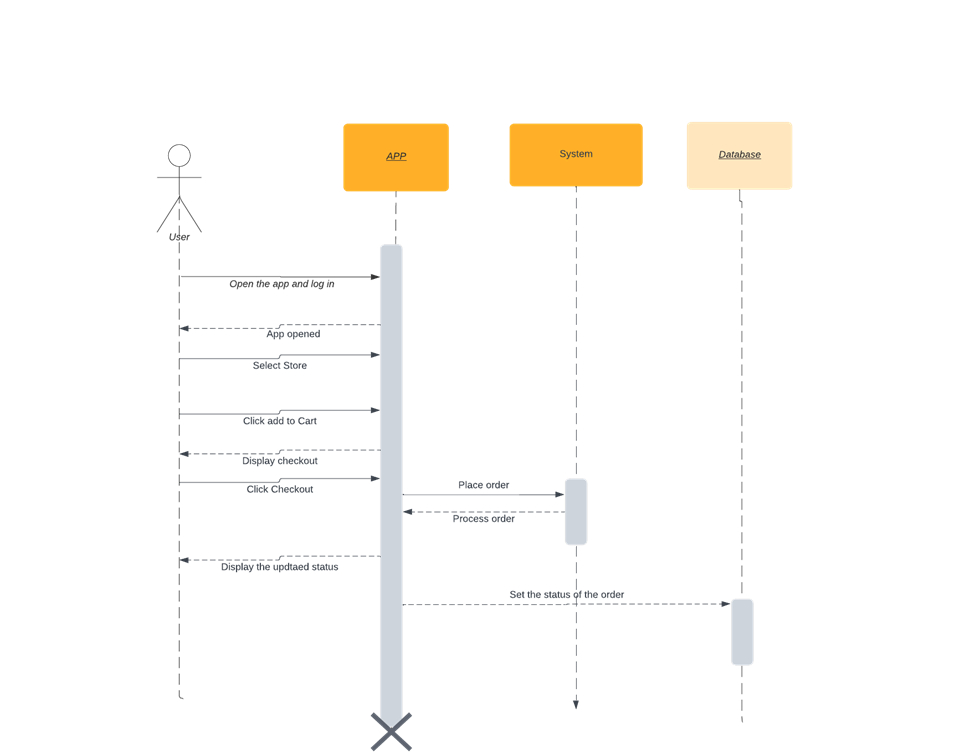 APP
System
Database
User
Open the app and log in
App opened
Select Store
Click add to Cart
Display checkout
Click Checkout
Place order
Process order
Display the updtaed status
Set the status of the order